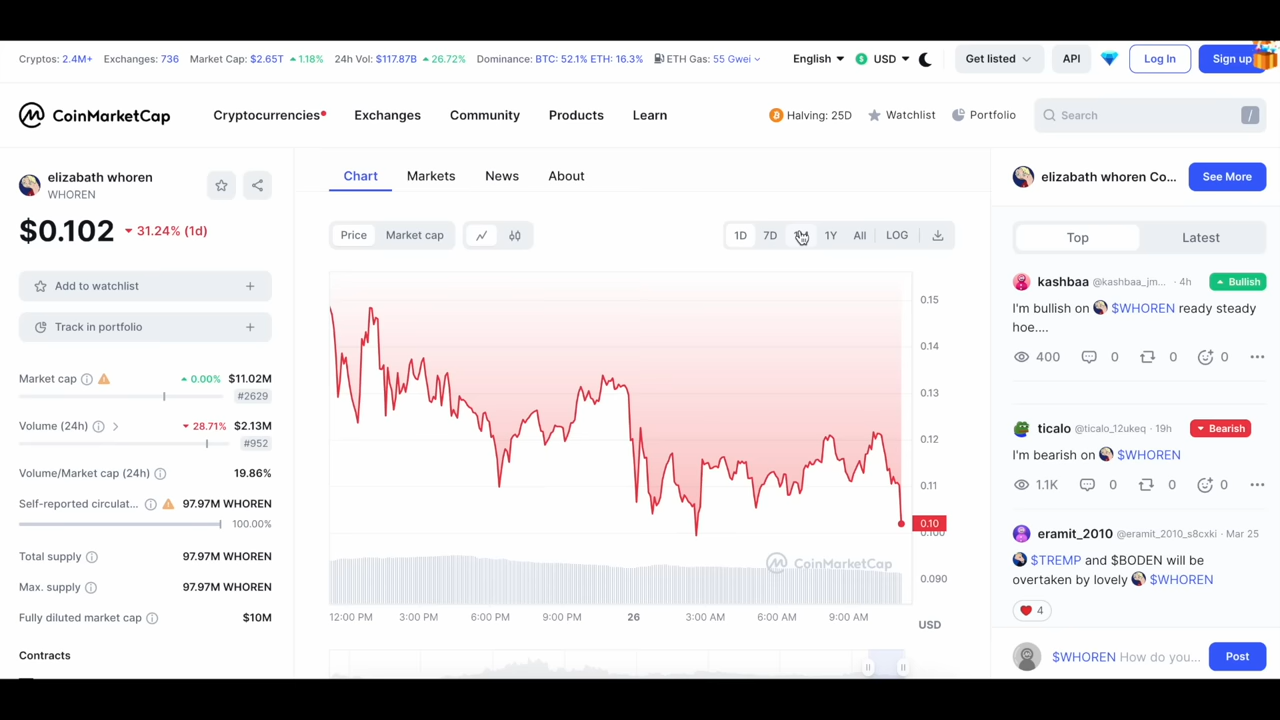 Cryptos: 2.4M+ Exchanges: 736 Market Cap: $2.65T 1.18% 24h Vol: $117.87B 26.72% Dominance: BTC: 52.1% ETH: 16.3% ETH Gas: 55 Gwei English USD Get listed API Log In Sign up
CoinMarketCap Cryptocurrencies Exchanges Community Products Learn Halving: 25D Watchlist Portfolio Search /
elizabath whoren
WHOREN
$0.102 31.24% (1d)
Add to watchlist +
Track in portfolio +
Market cap 0.00% $11.02M
#2629
Volume (24h) 28.71% $2.13M
#952
Volume/Market cap (24h) 19.86%
Self-reported circulat... 97.97M WHOREN
100.00%
Total supply 97.97M WHOREN
Max. supply 97.97M WHOREN
Fully diluted market cap $10M
Contracts
Chart Markets News About
Price Market cap 1D 7D 1Y All LOG
0.15
0.14
0.13
0.12
0.11
0.10
0.100
0.090
CoinMarketCap
12:00 PM 3:00 PM 6:00 PM 9:00 PM 26 3:00 AM 6:00 AM 9:00 AM
USD
elizabath whoren Co... See More
Top Latest
kashbaa @kashbaa_jm... · 4h Bullish
I'm bullish on $WHOREN ready steady
hoe....
400 0 0 0
ticalo @ticalo_12ukeq · 19h Bearish
I'm bearish on $WHOREN
1.1K 0 0 0
eramit_2010 @eramit_2010_s8cxki · Mar 25
$TREMP and $BODEN will be
overtaken by lovely $WHOREN
4
$WHOREN How do you... Post